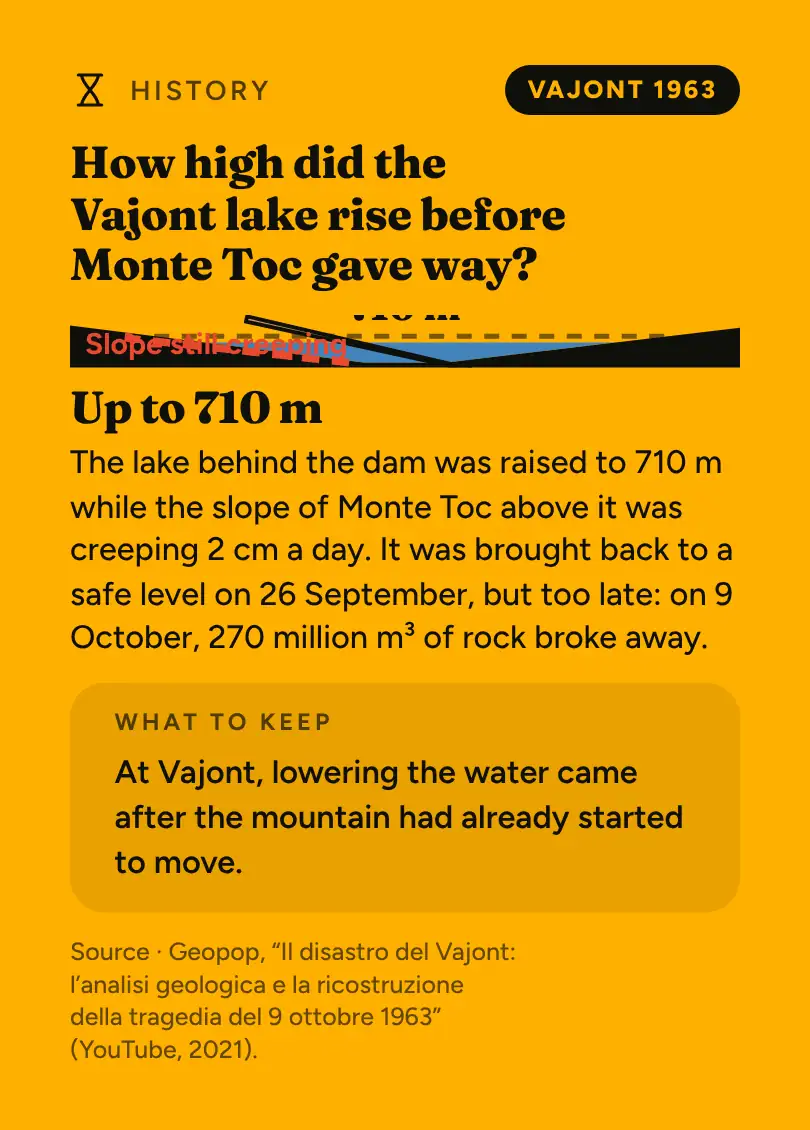 HISTORY
VAJONT 1963
How high did the
Vajont lake rise before
Monte Toc gave way?
Slope still creeping
Up to 710 m
The lake behind the dam was raised to 710 m
while the slope of Monte Toc above it was
creeping 2 cm a day. It was brought back to a
safe level on 26 September, but too late: on 9
October, 270 million m³ of rock broke away.
WHAT TO KEEP
At Vajont, lowering the water came
after the mountain had already started
to move.
Source · Geopop, “Il disastro del Vajont:
l’analisi geologica e la ricostruzione
della tragedia del 9 ottobre 1963”
(YouTube, 2021).